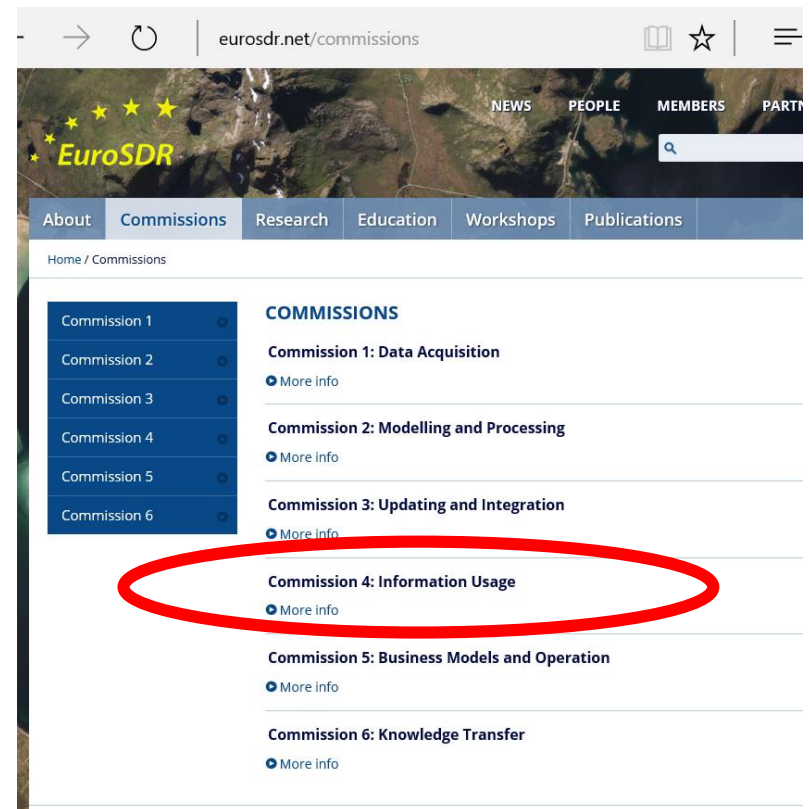 eurosdr.net/commissions
NEWS PEOPLE MEMBERS
EuroSDR
About Commissions Research Education Workshops Publications
Home / Commissions
Commission 1
Commission 2
Commission 3
Commission 4
Commission 5
Commission 6
COMMISSIONS
Commission 1: Data Acquisition
More info
Commission 2: Modelling and Processing
More info
Commission 3: Updating and Integration
More info
Commission 4: Information Usage
More info
Commission 5: Business Models and Operation
More info
Commission 6: Knowledge Transfer
More info